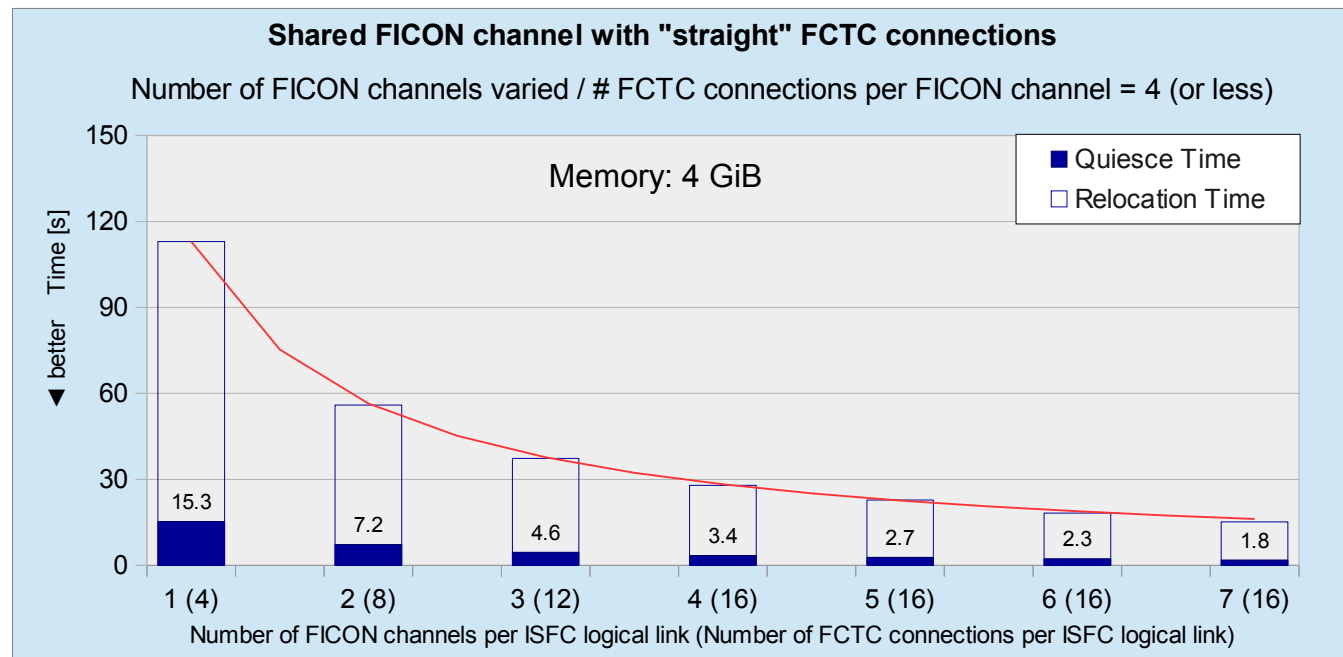 Shared FICON channel with "straight" FCTC connections
Number of FICON channels varied / # FCTC connections per FICON channel = 4 (or less)
Memory: 4 GiB
Quiesce Time
Relocation Time
◄ better Time [s]
150
120
90
60
30
0
15.3
7.2
4.6
3.4
2.7
2.3
1.8
1 (4)
2 (8)
3 (12)
4 (16)
5 (16)
6 (16)
7 (16)
Number of FICON channels per ISFC logical link (Number of FCTC connections per ISFC logical link)